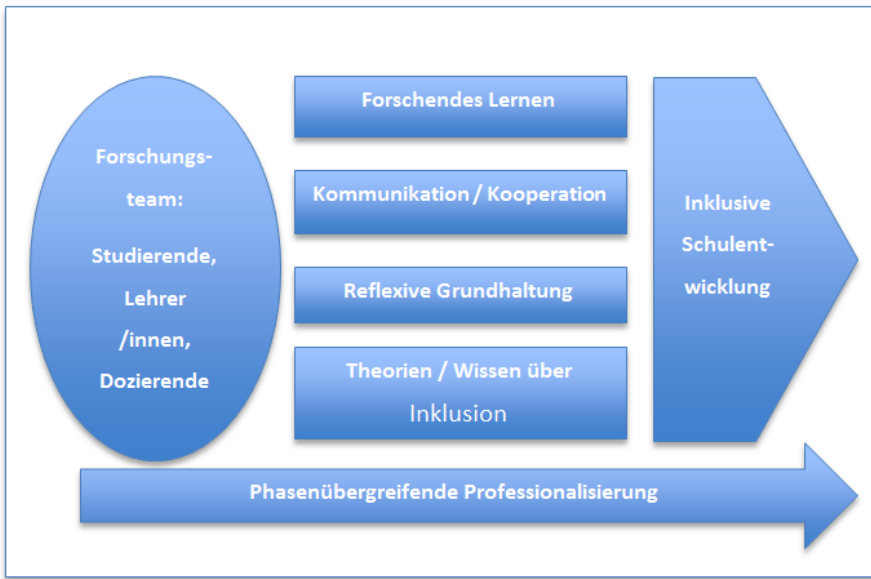 Forschungs-
team:
Studierende,
Lehrer
/innen,
Dozierende
Forschendes Lernen
Kommunikation / Kooperation
Reflexive Grundhaltung
Theorien / Wissen über
Inklusion
Inklusive
Schulent-
wicklung
Phasenübergreifende Professionalisierung